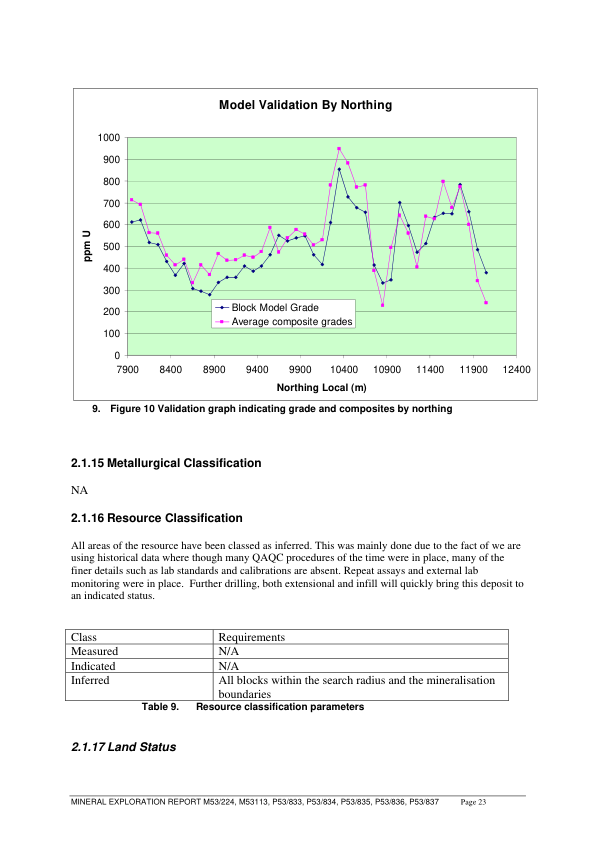 Model Validation By Northing
1000
900
800
700
600
500
400
300
200
100
0
ppm U
Block Model Grade
Average composite grades
7900 8400 8900 9400 9900 10400 10900 11400 11900 12400
Northing Local (m)
9. Figure 10 Validation graph indicating grade and composites by northing
2.1.15 Metallurgical Classification
NA
2.1.16 Resource Classification
All areas of the resource have been classed as inferred. This was mainly done due to the fact of we are
using historical data where though many QAQC procedures of the time were in place, many of the
finer details such as lab standards and calibrations are absent. Repeat assays and external lab
monitoring were in place.  Further drilling, both extensional and infill will quickly bring this deposit to
an indicated status.
Class Requirements
Measured N/A
Indicated N/A
Inferred All blocks within the search radius and the mineralisation
boundaries
Table 9. Resource classification parameters
2.1.17 Land Status
MINERAL EXPLORATION REPORT M53/224, M53113, P53/833, P53/834, P53/835, P53/836, P53/837 Page 23